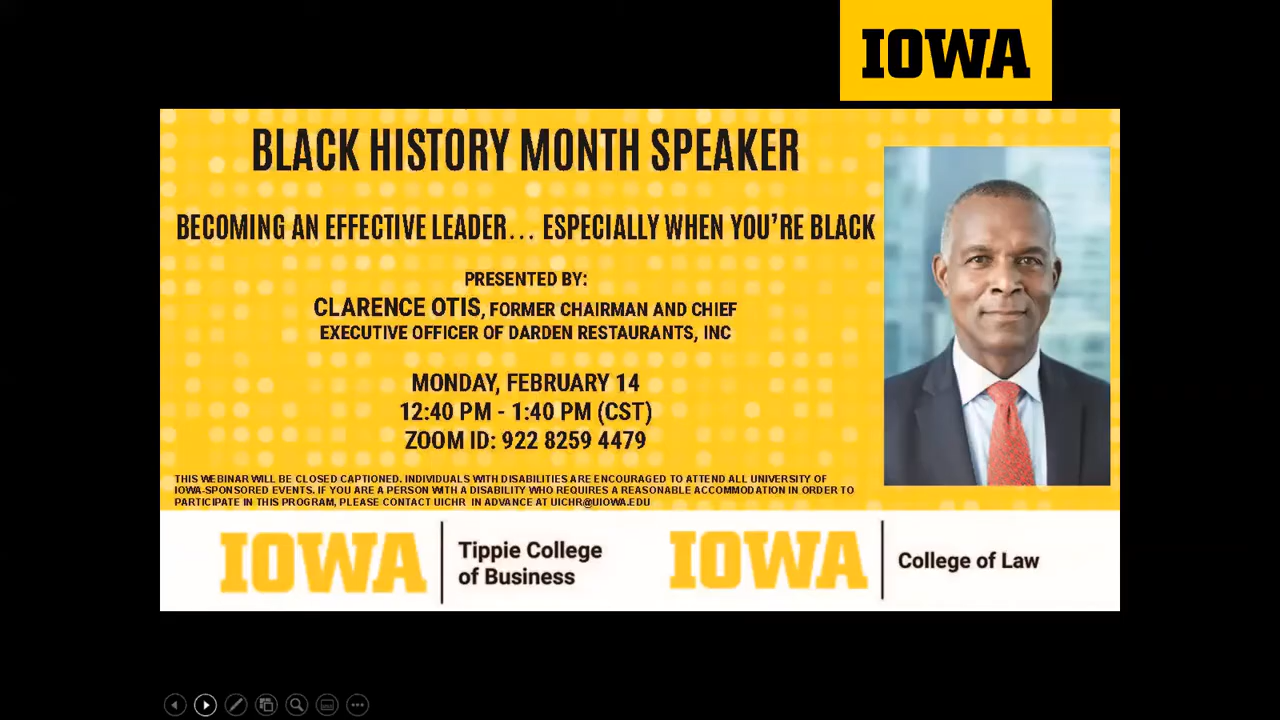 IOWA
BLACK HISTORY MONTH SPEAKER
BECOMING AN EFFECTIVE LEADER... ESPECIALLY WHEN YOU'RE BLACK
PRESENTED BY:
CLARENCE OTIS, FORMER CHAIRMAN AND CHIEF
EXECUTIVE OFFICER OF DARDEN RESTAURANTS, INC
MONDAY, FEBRUARY 14
12:40 PM - 1:40 PM (CST)
ZOOM ID: 922 8259 4479
THIS WEBINAR WILL BE CLOSED CAPTIONED. INDIVIDUALS WITH DISABILITIES ARE ENCOURAGED TO ATTEND ALL UNIVERSITY OF
IOWA-SPONSORED EVENTS. IF YOU ARE A PERSON WITH A DISABILITY WHO REQUIRES A REASONABLE ACCOMMODATION IN ORDER TO
PARTICIPATE IN THIS PROGRAM, PLEASE CONTACT UICHR IN ADVANCE AT UICHR@UIOWA.EDU
IOWA
Tippie College
of Business
IOWA
College of Law